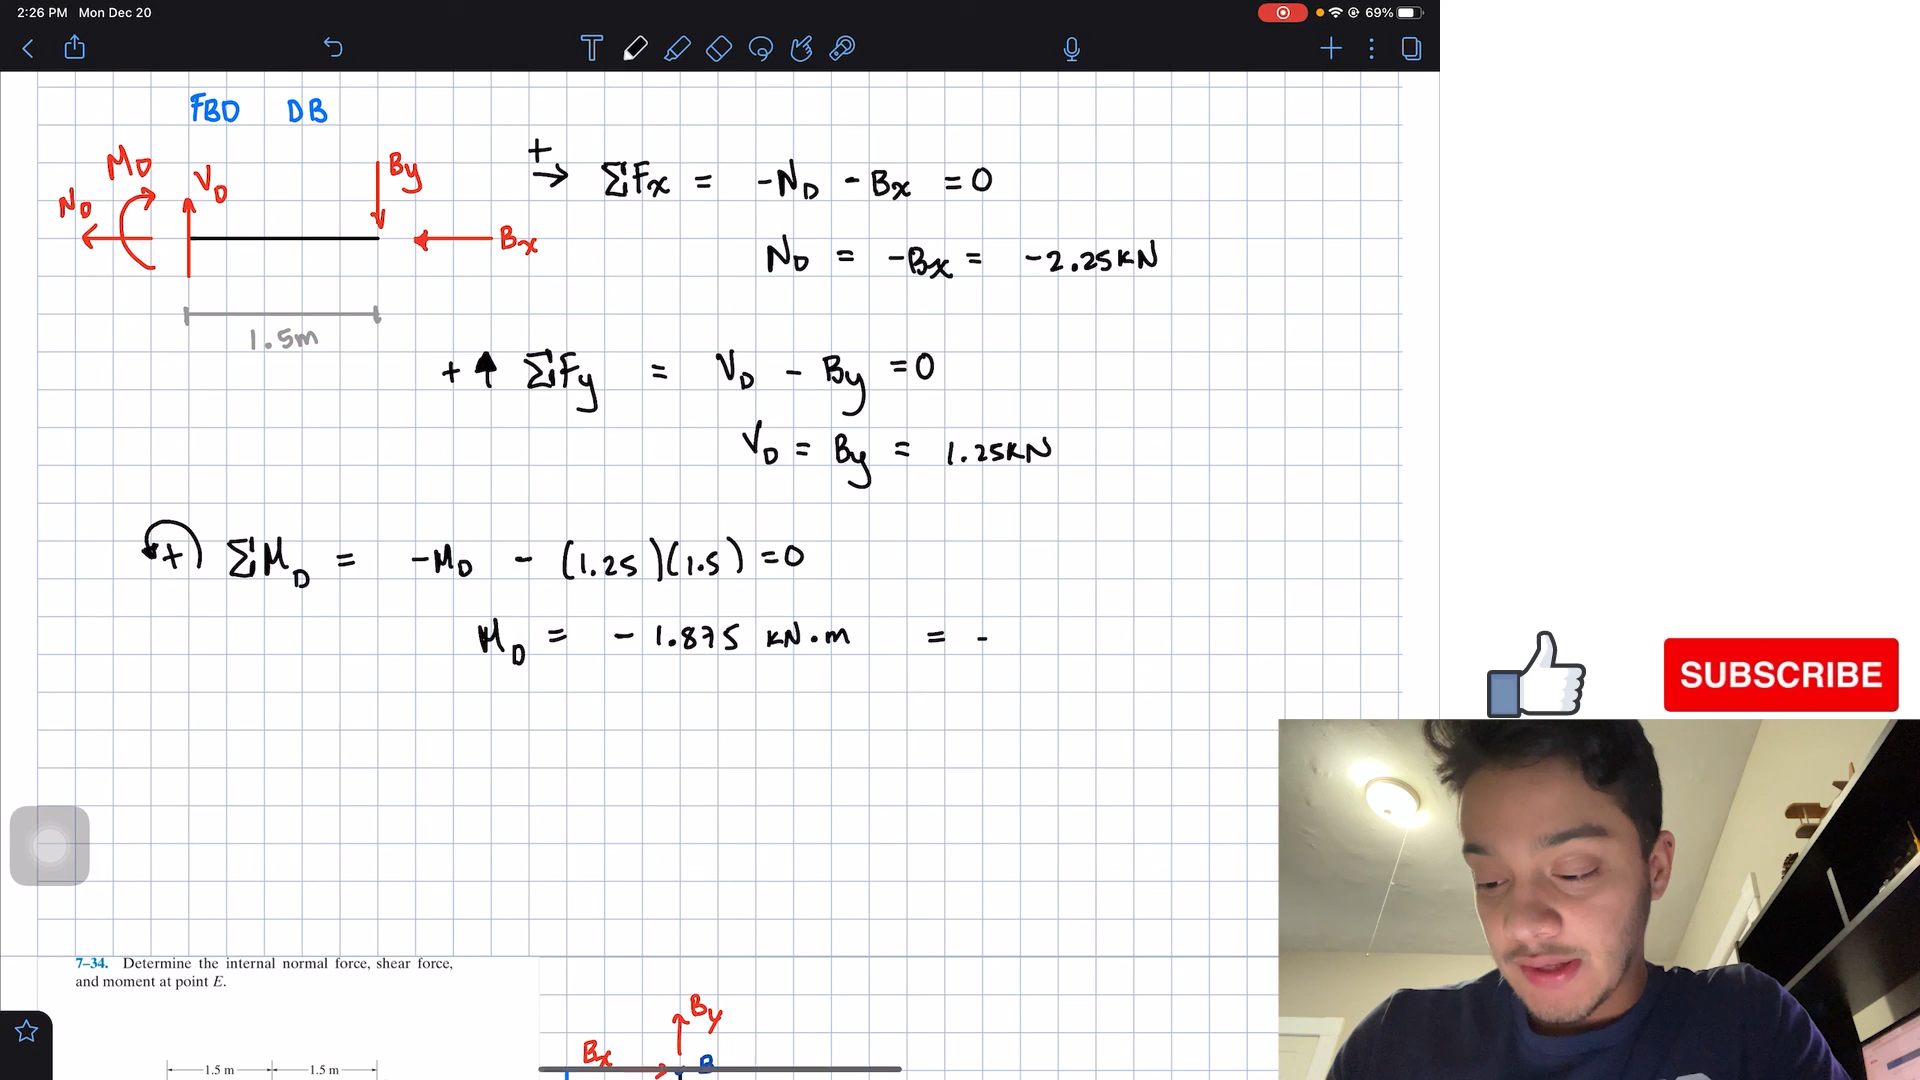 2:26 PM Mon Dec 20
69%
T
FBD DB
MD
VD
By
ND
Bx
1.5m
+
→ ΣFx = -ND - Bx = 0
ND = -Bx = -2.25KN
+ ↑ ΣFy = VD - By = 0
VD = By = 1.25KN
+ ΣMD = -MD - (1.25)(1.5) = 0
MD = - 1.875 KN·m = -
SUBSCRIBE
7–34. Determine the internal normal force, shear force,
and moment at point E.
By
Bx
B
1.5 m
1.5 m